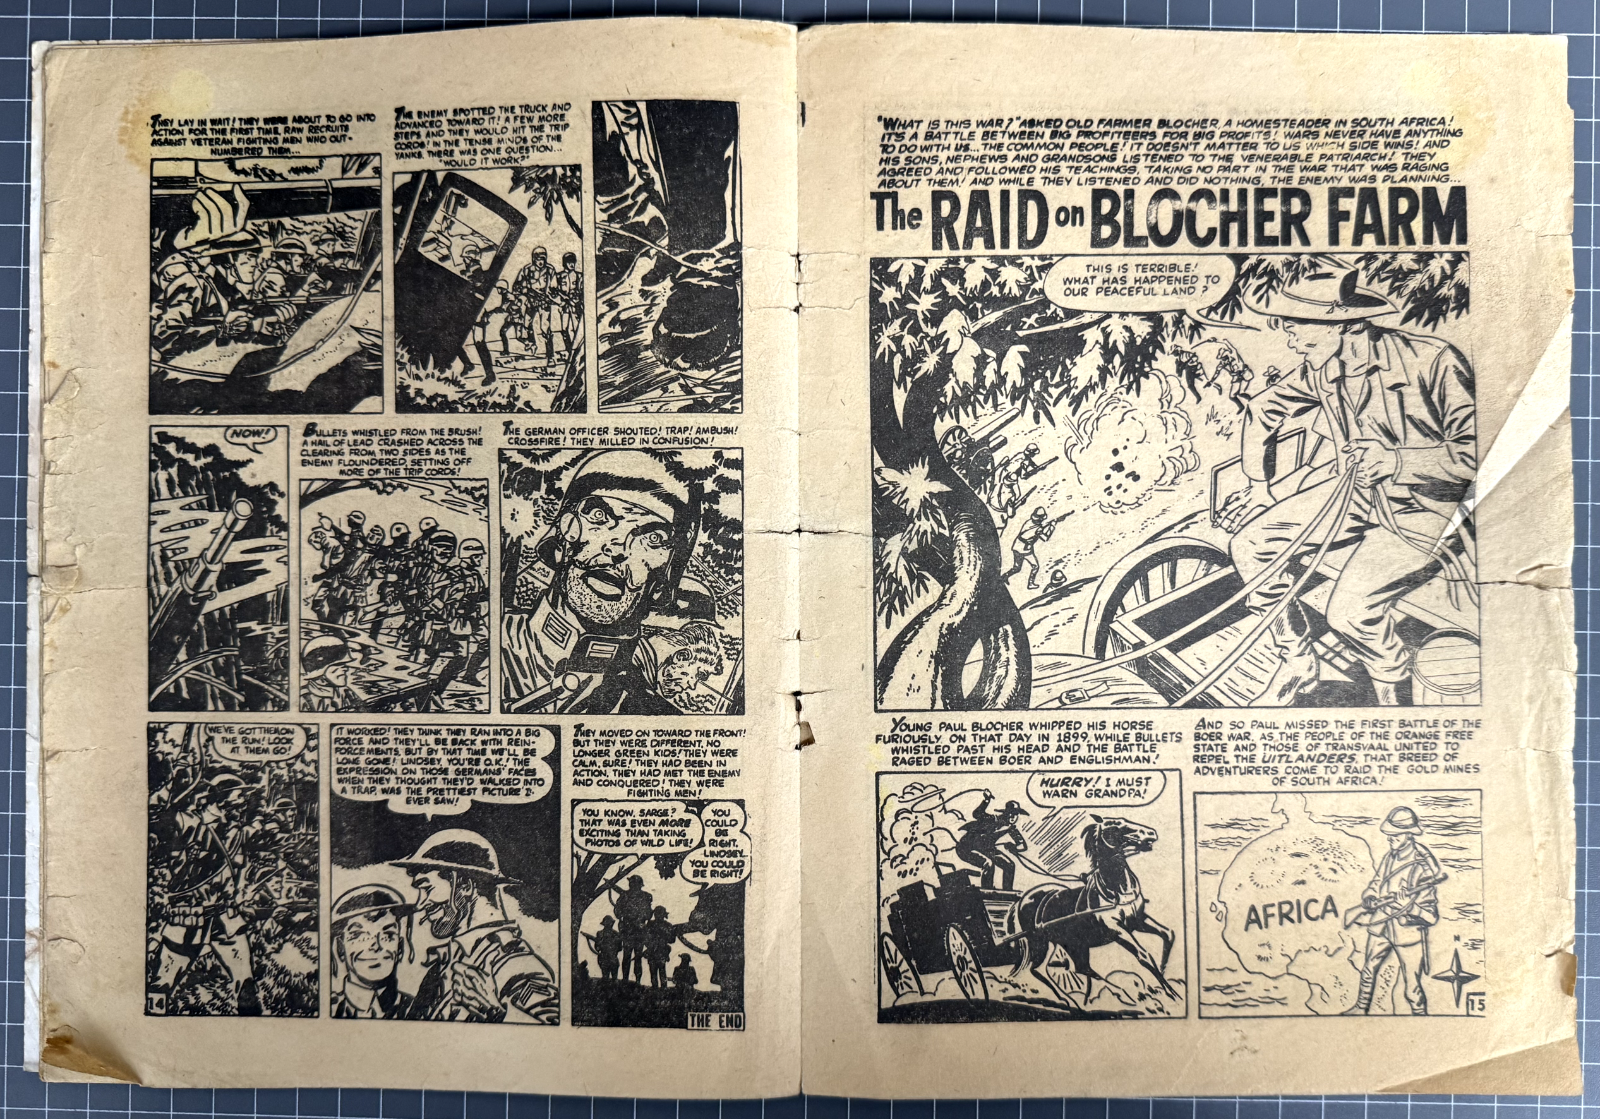 THEY LAY IN WAIT! THEY WERE ABOUT TO GO INTO
ACTION FOR THE FIRST TIME, RAW RECRUITS
AGAINST VETERAN FIGHTING MEN WHO OUT-
NUMBERED THEM...
THE ENEMY SPOTTED THE TRUCK AND
ADVANCED TOWARD IT! A FEW MORE
STEPS AND THEY WOULD HIT THE TRIP
CORDS! IN THE TENSE MINDS OF THE
YANKS THERE WAS ONE QUESTION...
"WOULD IT WORK?"
NOW!
BULLETS WHISTLED FROM THE BRUSH!
A HAIL OF LEAD CRASHED ACROSS THE
CLEARING FROM TWO SIDES AS THE
ENEMY FLOUNDERED, SETTING OFF
MORE OF THE TRIP CORDS!
THE GERMAN OFFICER SHOUTED! TRAP! AMBUSH!
CROSSFIRE! THEY MILLED IN CONFUSION!
WE'VE GOT THEM ON
THE RUN! LOOK
AT THEM GO!
IT WORKED! THEY THINK THEY RAN INTO A BIG
FORCE AND THEY'LL BE BACK WITH REIN-
FORCEMENTS, BUT BY THAT TIME WE'LL BE
LONG GONE! LINDSEY, YOU'RE O.K.! THE
EXPRESSION ON THOSE GERMANS' FACES
WHEN THEY THOUGHT THEY'D WALKED INTO
A TRAP, WAS THE PRETTIEST PICTURE I
EVER SAW!
THEY MOVED ON TOWARD THE FRONT!
BUT THEY WERE DIFFERENT, NO
LONGER GREEN KIDS! THEY WERE
CALM, SURE! THEY HAD BEEN IN
ACTION, THEY HAD MET THE ENEMY
AND CONQUERED! THEY WERE
FIGHTING MEN!
YOU KNOW, SARGE?
THAT WAS EVEN MORE
EXCITING THAN TAKING
PHOTOS OF WILD LIFE!
YOU
COULD
BE
RIGHT,
LINDSEY...
YOU COULD
BE RIGHT!
14
THE END
"WHAT IS THIS WAR?" ASKED OLD FARMER BLOCHER, A HOMESTEADER IN SOUTH AFRICA!
IT'S A BATTLE BETWEEN BIG PROFITEERS FOR BIG PROFITS! WARS NEVER HAVE ANYTHING
TO DO WITH US... THE COMMON PEOPLE! IT DOESN'T MATTER TO US WHICH SIDE WINS! AND
HIS SONS, NEPHEWS AND GRANDSONS LISTENED TO THE VENERABLE PATRIARCH! THEY
AGREED AND FOLLOWED HIS TEACHINGS, TAKING NO PART IN THE WAR THAT WAS RAGING
ABOUT THEM! AND WHILE THEY LISTENED AND DID NOTHING, THE ENEMY WAS PLANNING...
The RAID on BLOCHER FARM
THIS IS TERRIBLE!
WHAT HAS HAPPENED TO
OUR PEACEFUL LAND?
YOUNG PAUL BLOCHER WHIPPED HIS HORSE
FURIOUSLY ON THAT DAY IN 1899, WHILE BULLETS
WHISTLED PAST HIS HEAD AND THE BATTLE
RAGED BETWEEN BOER AND ENGLISHMAN!
HURRY! I MUST
WARN GRANDPA!
AND SO PAUL MISSED THE FIRST BATTLE OF THE
BOER WAR, AS THE PEOPLE OF THE ORANGE FREE
STATE AND THOSE OF TRANSVAAL UNITED TO
REPEL THE UITLANDERS, THAT BREED OF
ADVENTURERS COME TO RAID THE GOLD MINES
OF SOUTH AFRICA!
AFRICA
N
15